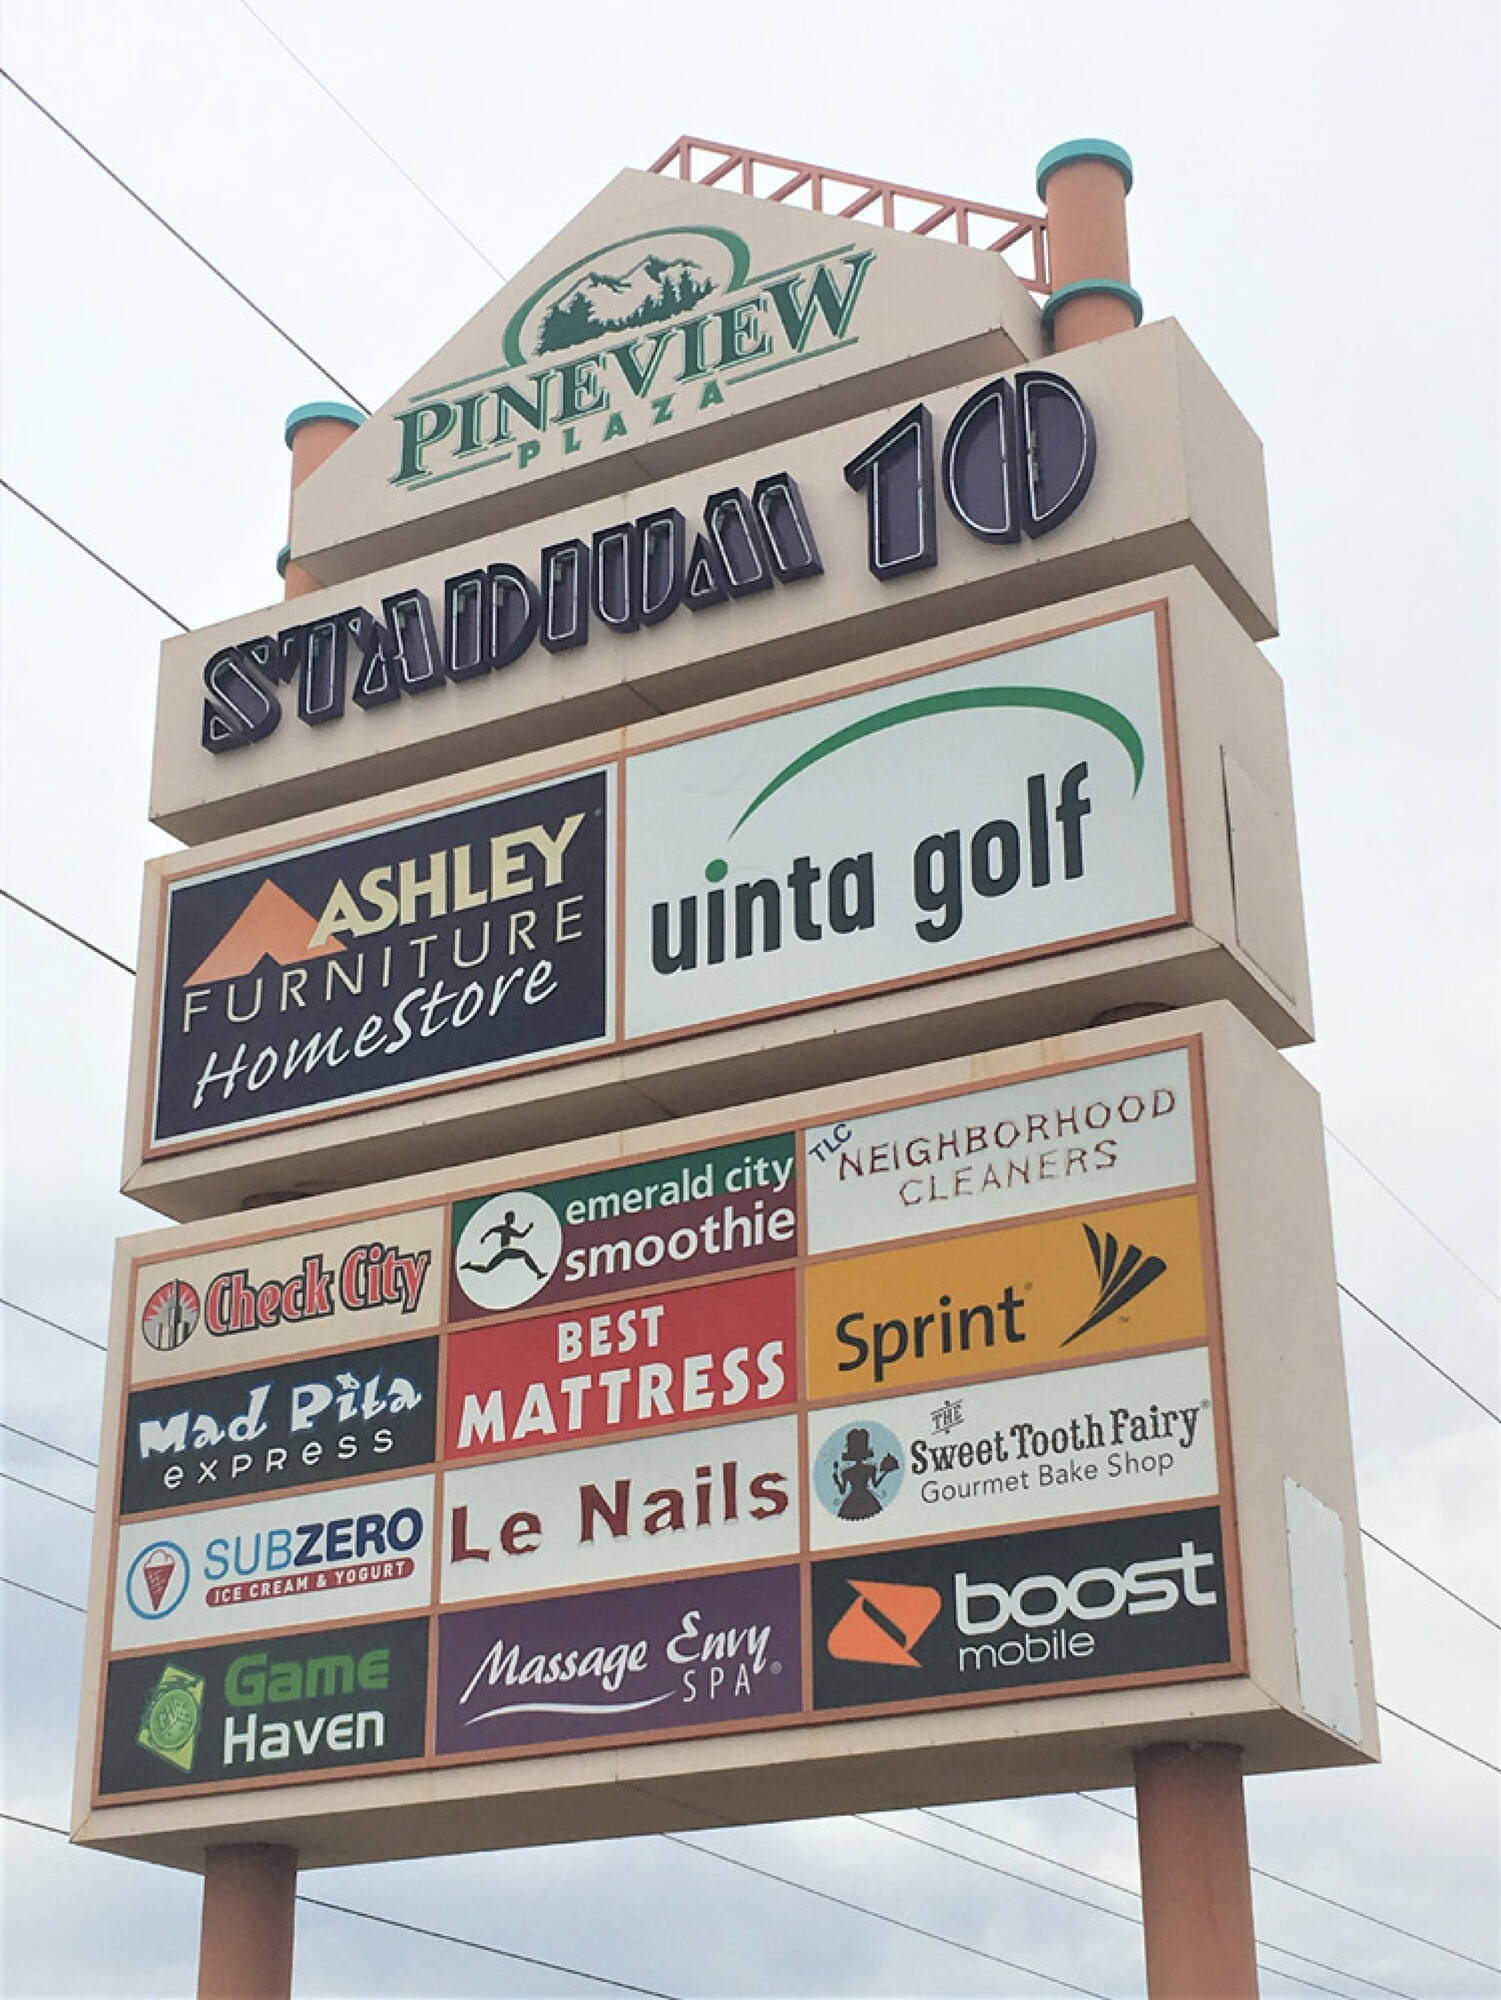 PINEVIEW
PLAZA
STADIUM 10
ASHLEY
FURNITURE
HomeStore
uinta golf
Check City
emerald city
smoothie
TLC
NEIGHBORHOOD
CLEANERS
Mad Pita
express
BEST
MATTRESS
Sprint
SUBZERO
ICE CREAM & YOGURT
Le Nails
THE
Sweet Tooth Fairy®
Gourmet Bake Shop
Game
Haven
Massage Envy
SPA®
boost
mobile